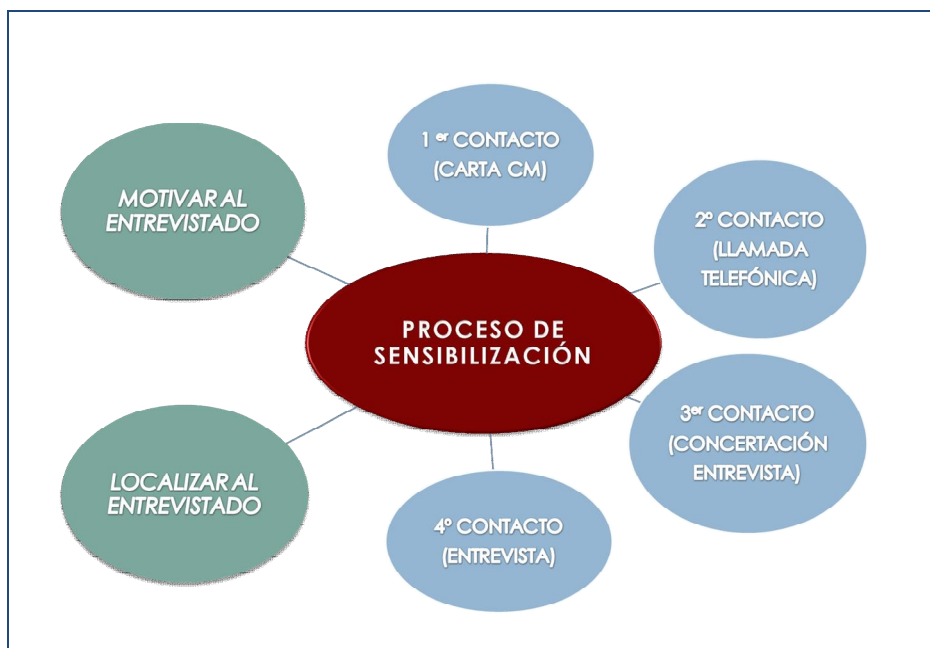 1 er CONTACTO
(CARTA CM)
MOTIVAR AL
ENTREVISTADO
2º CONTACTO
(LLAMADA
TELEFÓNICA)
PROCESO DE
SENSIBILIZACIÓN
3er CONTACTO
(CONCERTACIÓN
ENTREVISTA)
LOCALIZAR AL
ENTREVISTADO
4º CONTACTO
(ENTREVISTA)